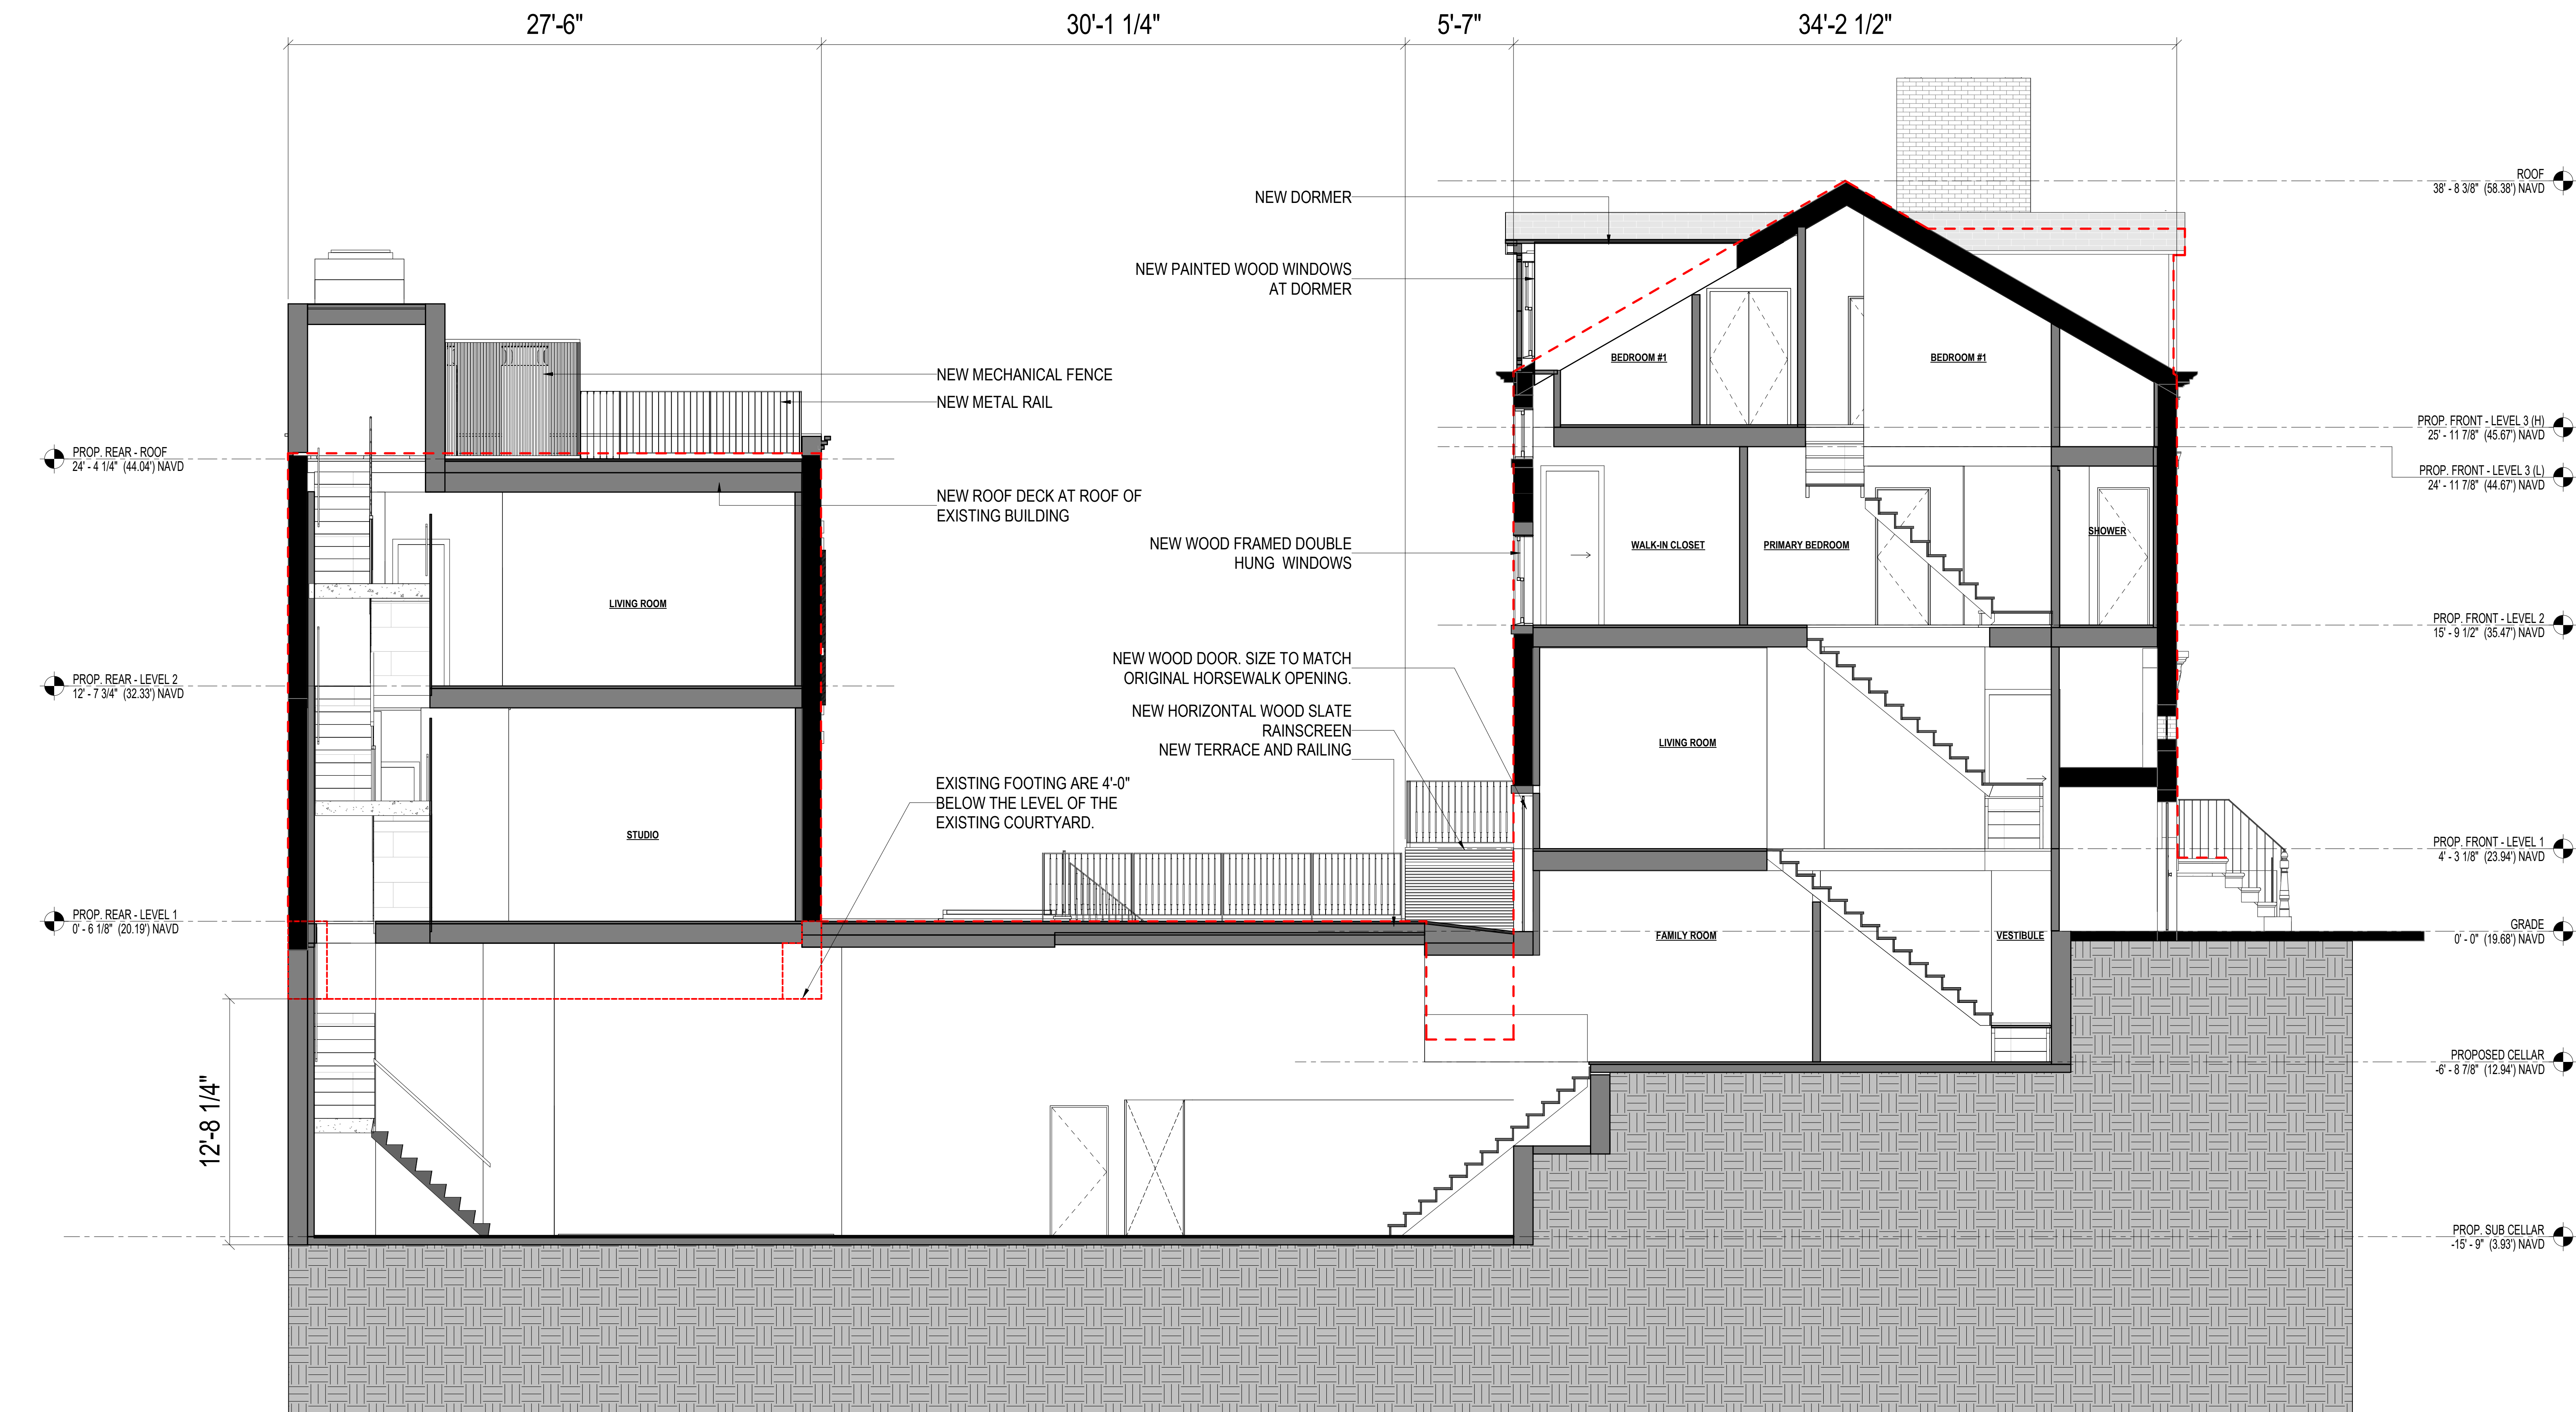 27'-6"
30'-1 1/4"
5'-7"
34'-2 1/2"
ROOF
38' - 8 3/8" (58.38') NAVD
NEW DORMER
NEW PAINTED WOOD WINDOWS
AT DORMER
BEDROOM #1
BEDROOM #1
NEW MECHANICAL FENCE
NEW METAL RAIL
PROP. FRONT - LEVEL 3 (H)
25' - 11 7/8" (45.67') NAVD
PROP. REAR - ROOF
24' - 4 1/4" (44.04') NAVD
PROP. FRONT - LEVEL 3 (L)
24' - 11 7/8" (44.67') NAVD
NEW ROOF DECK AT ROOF OF
EXISTING BUILDING
NEW WOOD FRAMED DOUBLE
HUNG WINDOWS
WALK-IN CLOSET
PRIMARY BEDROOM
SHOWER
LIVING ROOM
PROP. FRONT - LEVEL 2
15' - 9 1/2" (35.47') NAVD
NEW WOOD DOOR. SIZE TO MATCH
ORIGINAL HORSEWALK OPENING.
PROP. REAR - LEVEL 2
12' - 7 3/4" (32.33') NAVD
NEW HORIZONTAL WOOD SLATE
RAINSCREEN
NEW TERRACE AND RAILING
LIVING ROOM
EXISTING FOOTING ARE 4'-0"
BELOW THE LEVEL OF THE
EXISTING COURTYARD.
STUDIO
PROP. FRONT - LEVEL 1
4' - 3 1/8" (23.94') NAVD
PROP. REAR - LEVEL 1
0' - 6 1/8" (20.19') NAVD
FAMILY ROOM
VESTIBULE
GRADE
0' - 0" (19.68') NAVD
PROPOSED CELLAR
-6' - 8 7/8" (12.94') NAVD
12'-8 1/4"
PROP. SUB CELLAR
-15' - 9" (3.93') NAVD